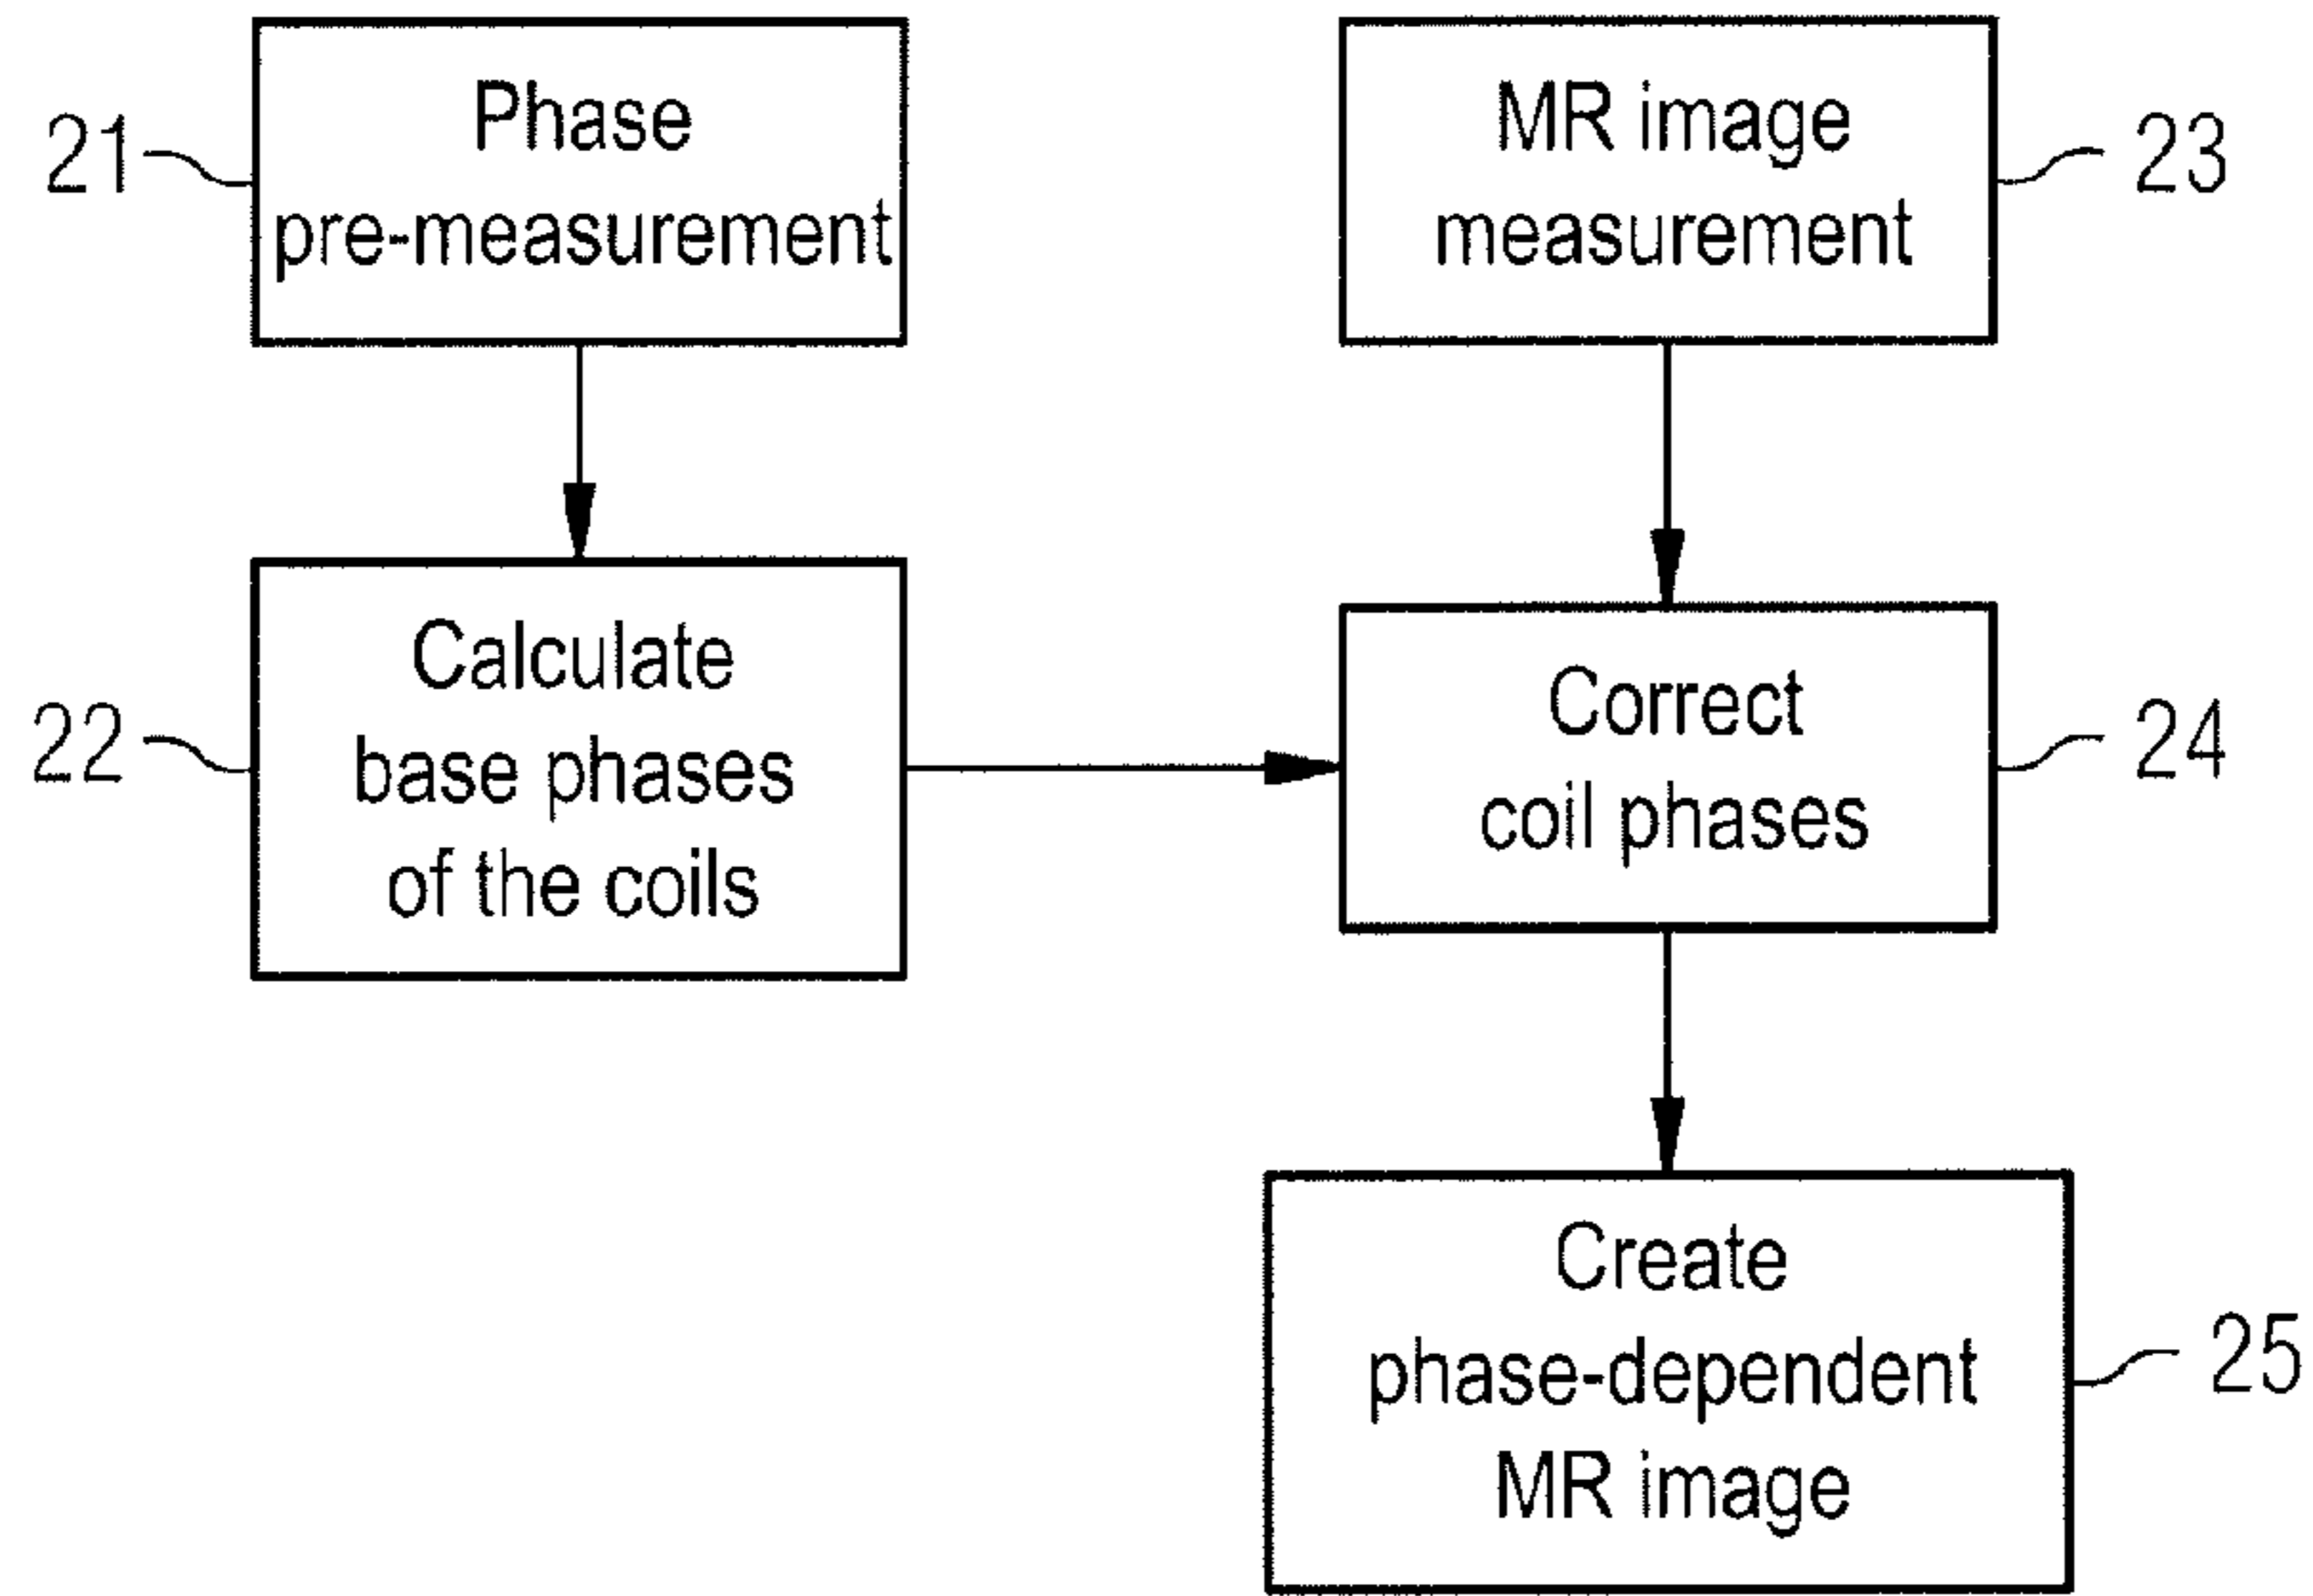 21
Phase
pre-measurement
22
Calculate
base phases
of the coils
MR image
measurement
23
Correct
coil phases
24
Create
phase-dependent
MR image
25